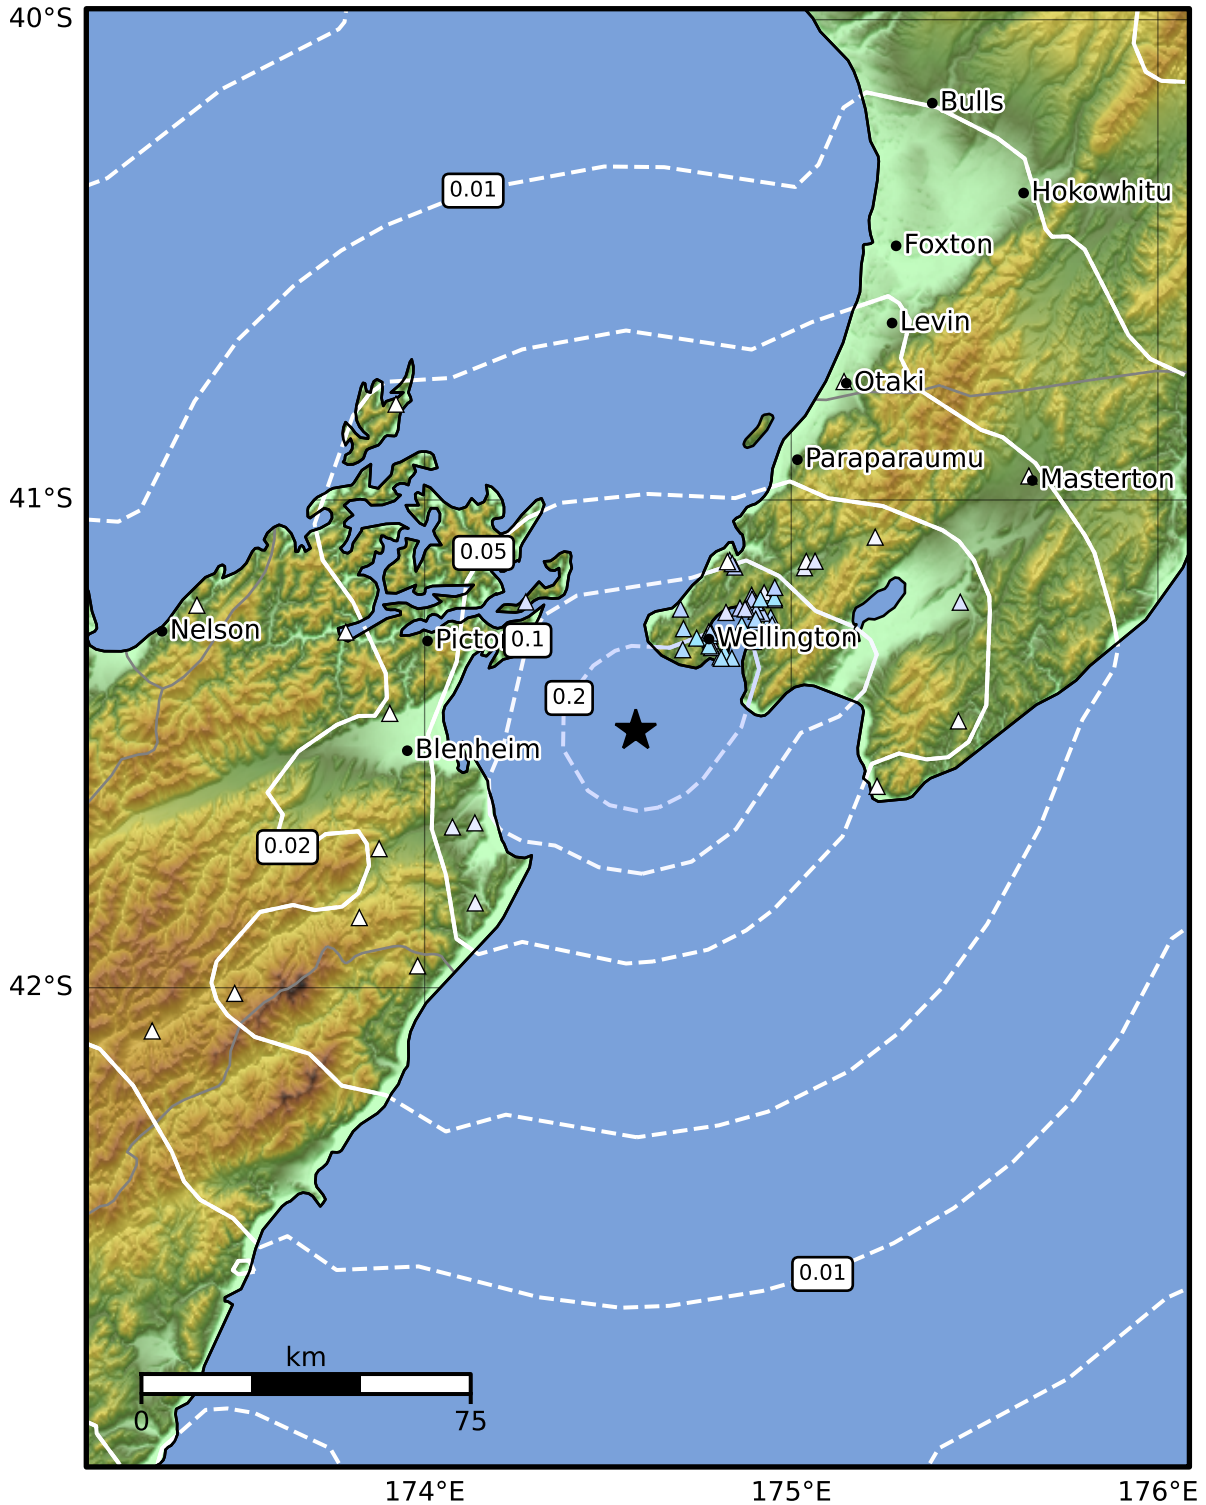 40°S
Bulls
0.01
Hokowhitu
Foxton
Levin
Otaki
Paraparaumu
Masterton
41°S
0.05
Nelson
Picto
0.1
Wellington
0.2
Blenheim
0.02
42°S
0.01
km
0
75
174°E
175°E
176°E